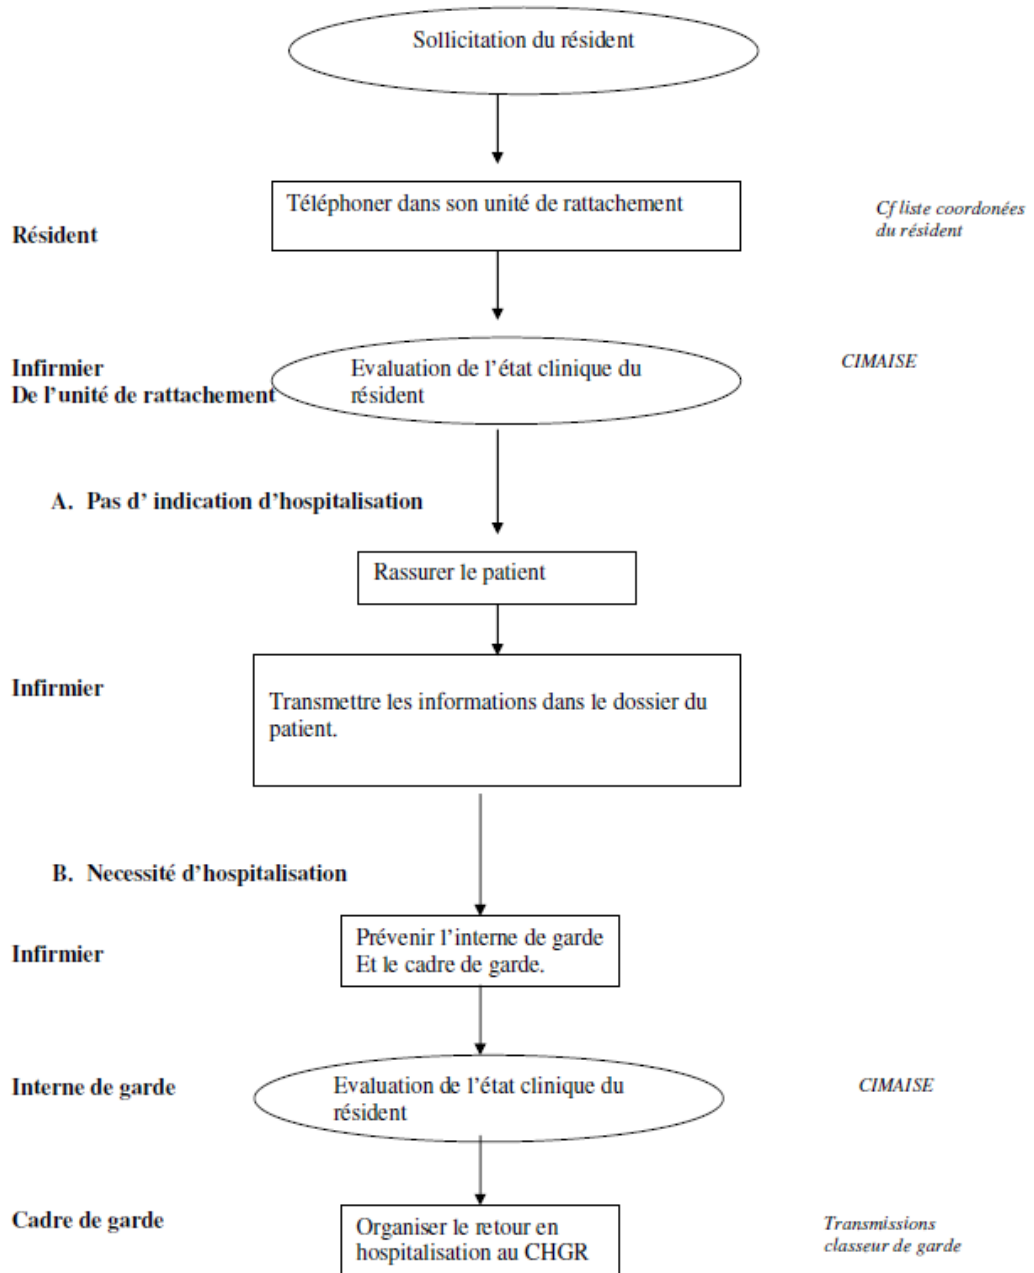 Sollicitation du résident
Téléphoner dans son unité de rattachement
Cf liste coordonées
du résident
Résident
Infirmier
De l'unité de rattachement
Evaluation de l'état clinique du
résident
CIMAISE
A. Pas d' indication d'hospitalisation
Rassurer le patient
Infirmier
Transmettre les informations dans le dossier du
patient.
B. Necessité d'hospitalisation
Infirmier
Prévenir l'interne de garde
Et le cadre de garde.
Interne de garde
Evaluation de l'état clinique du
résident
CIMAISE
Cadre de garde
Organiser le retour en
hospitalisation au CHGR
Transmissions
classeur de garde